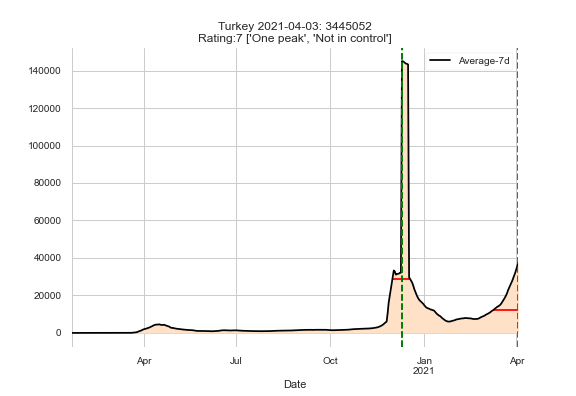 Turkey 2021-04-03: 3445052
Rating:7 ['One peak', 'Not in control']
Average-7d
140000
120000
100000
80000
60000
40000
20000
0
Apr
Jul
Oct
Jan
2021
Apr
Date